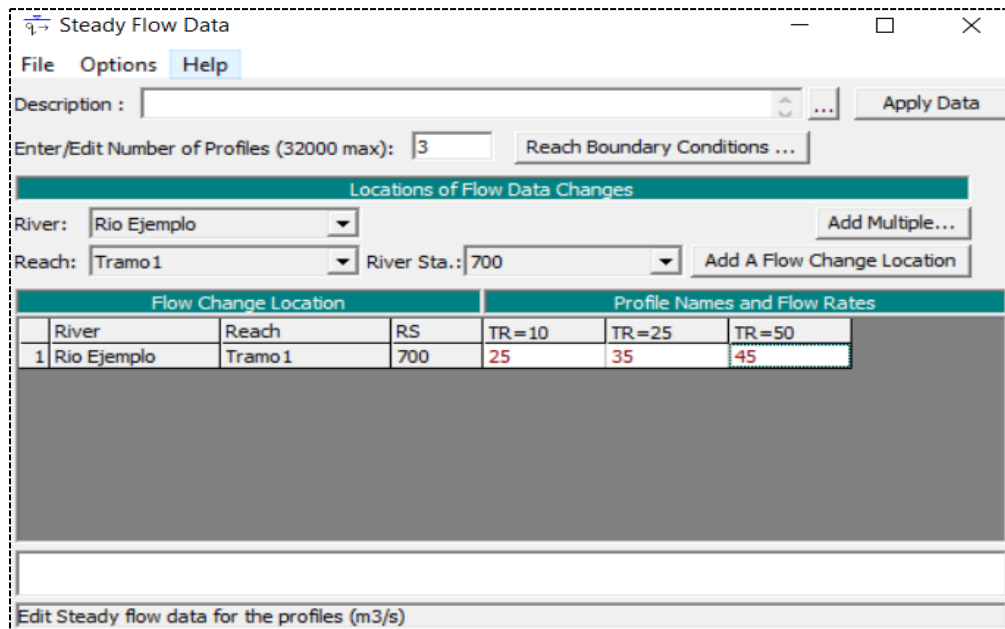 Steady Flow Data
File Options Help
Description : ... Apply Data
Enter/Edit Number of Profiles (32000 max): 3 Reach Boundary Conditions ...
Locations of Flow Data Changes
River: Rio Ejemplo Add Multiple...
Reach: Tramo1 River Sta.: 700 Add A Flow Change Location
Flow Change Location Profile Names and Flow Rates
River Reach RS TR=10 TR=25 TR=50
1 Rio Ejemplo Tramo1 700 25 35 45
Edit Steady flow data for the profiles (m3/s)